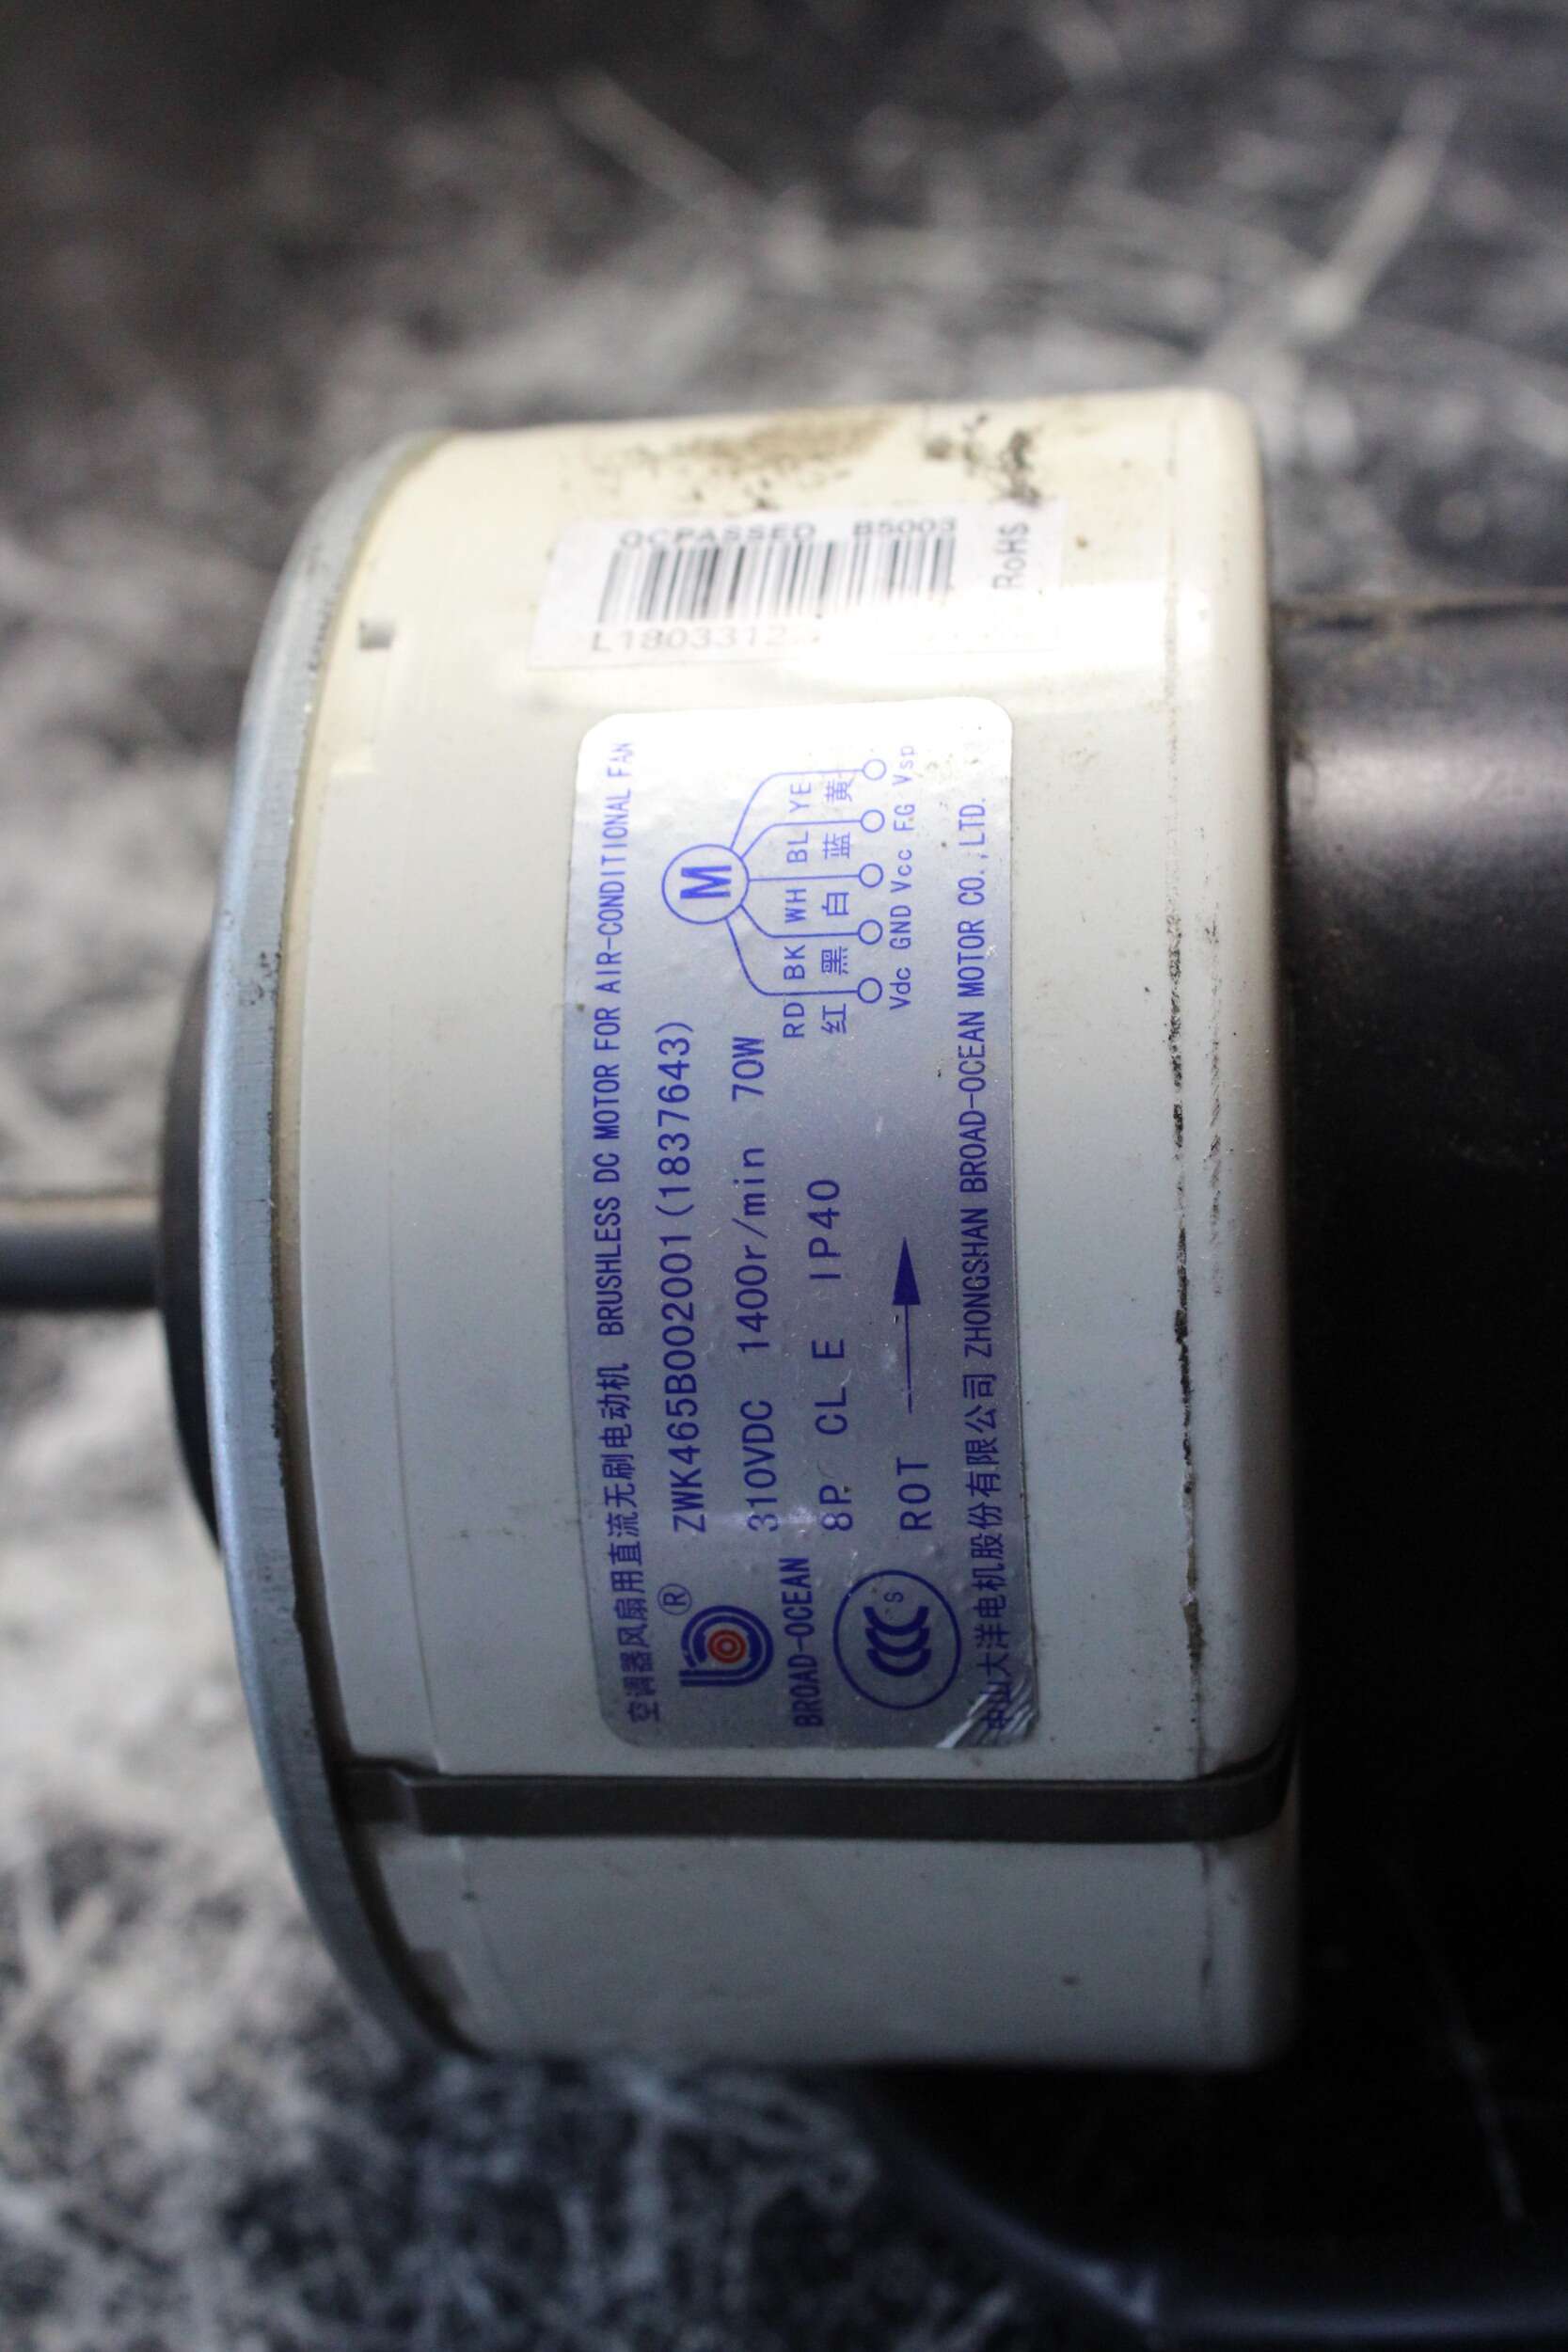 QCPASSED B5003
RoHS
L1803312
空调器风扇用直流无刷电动机 BRUSHLESS DC MOTOR FOR AIR-CONDITIONAL FAN
ZWK465B002001(1837643)
310VDC 1400r/min 70W
8P CL E IP40
ROT
®
BROAD-OCEAN
CCC S
M
RD BK WH BL YE
红 黑 白 蓝 黄
Vdc GND Vcc FG Vsp
中山大洋电机股份有限公司 ZHONGSHAN BROAD-OCEAN MOTOR CO.,LTD.